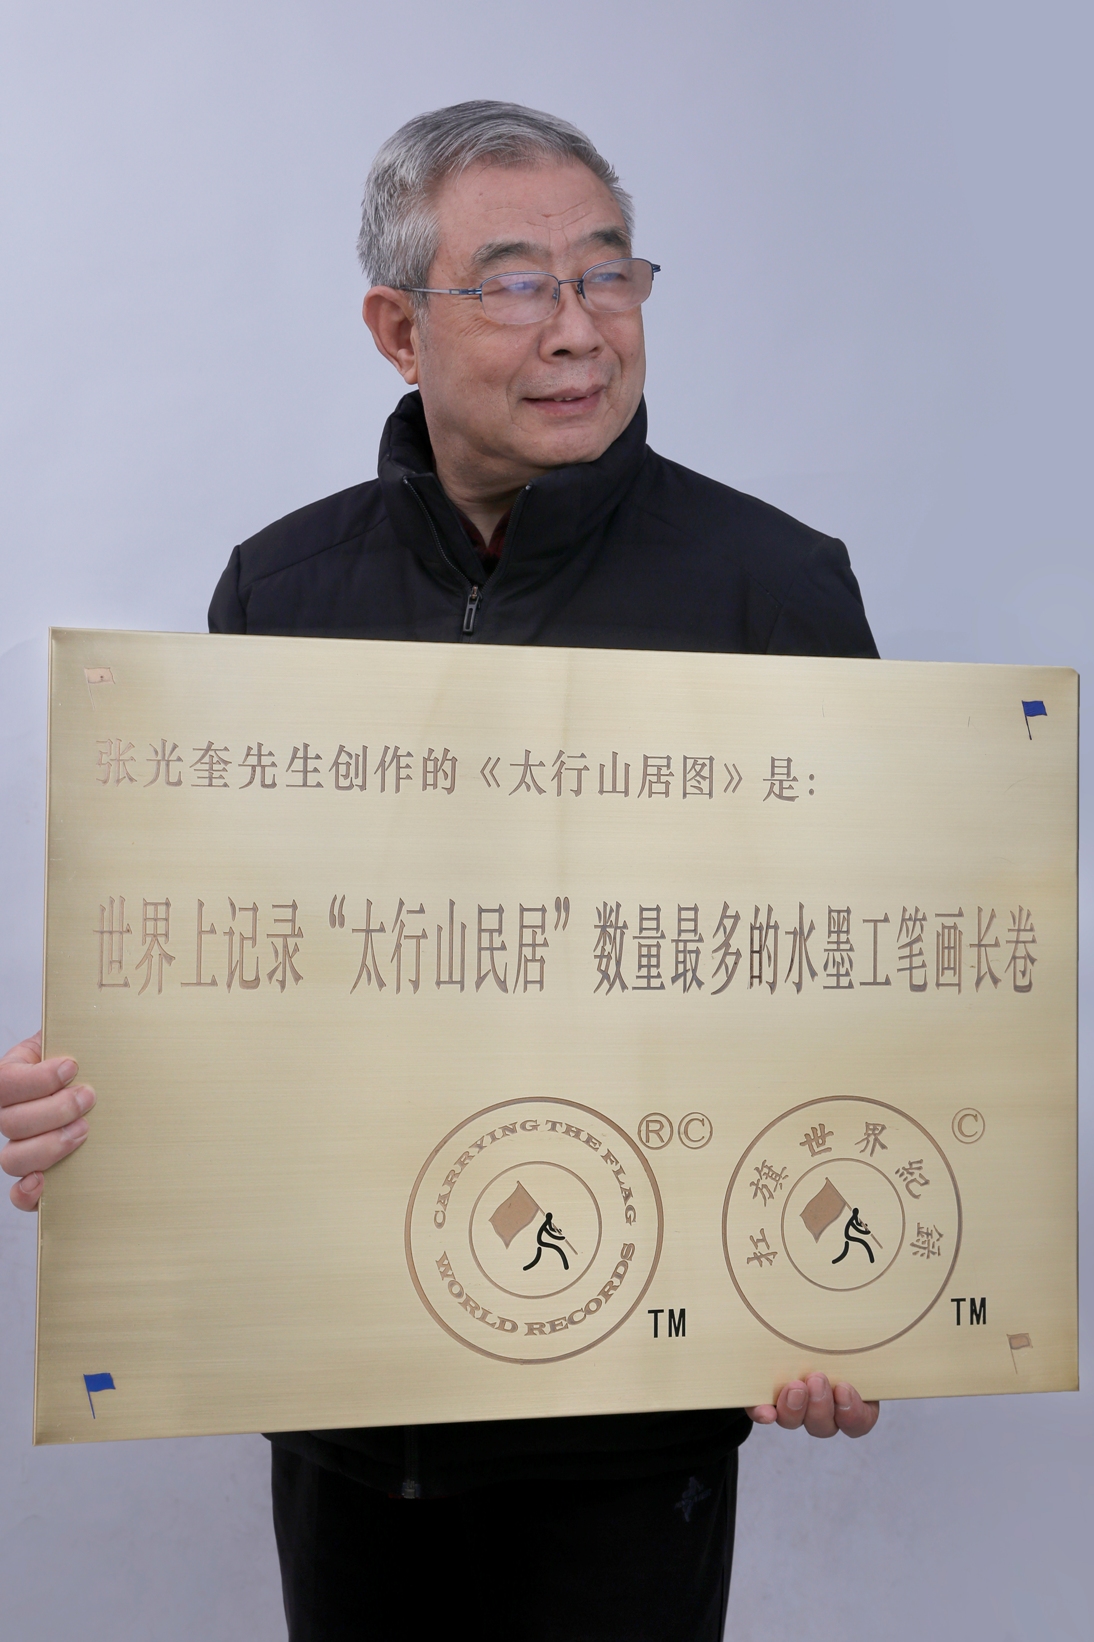 张光奎先生创作的《太行山居图》是：
世界上记录“太行山民居”数量最多的水墨工笔画长卷
CARRYING THE FLAG
WORLD RECORDS
® ©
TM
扛旗世界紀錄
©
TM